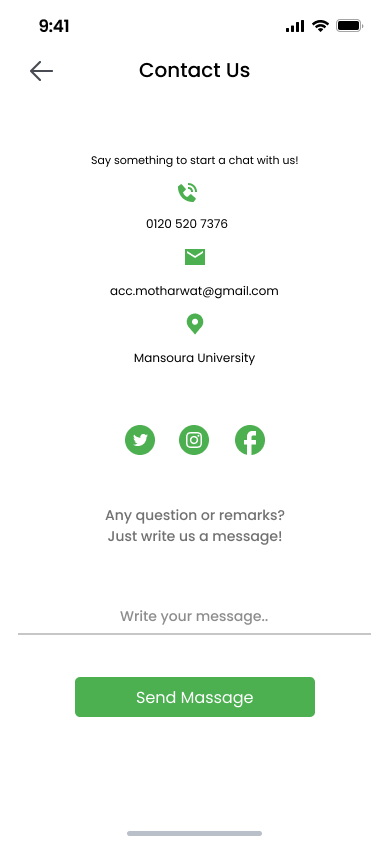 9:41
Contact Us
Say something to start a chat with us!
0120 520 7376
acc.motharwat@gmail.com
Mansoura University
Any question or remarks?
Just write us a message!
Write your message..
Send Massage